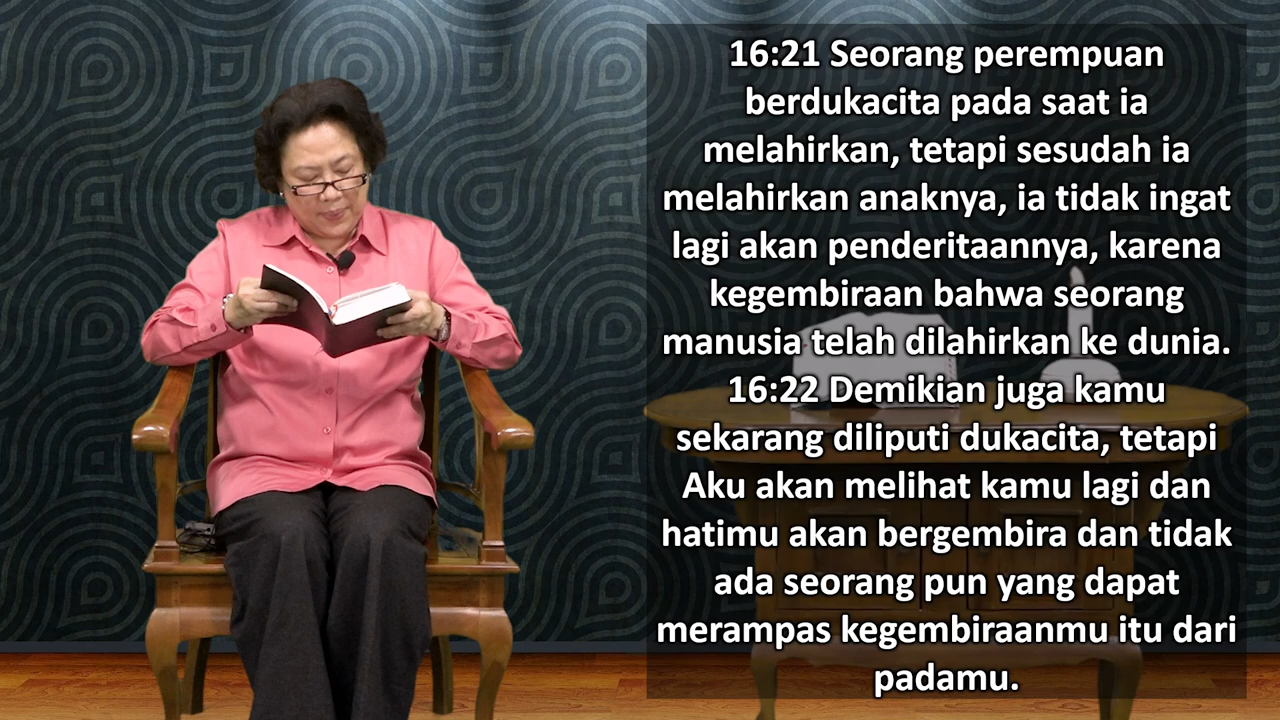 16:21 Seorang perempuan
berdukacita pada saat ia
melahirkan, tetapi sesudah ia
melahirkan anaknya, ia tidak ingat
lagi akan penderitaannya, karena
kegembiraan bahwa seorang
manusia telah dilahirkan ke dunia.
16:22 Demikian juga kamu
sekarang diliputi dukacita, tetapi
Aku akan melihat kamu lagi dan
hatimu akan bergembira dan tidak
ada seorang pun yang dapat
merampas kegembiraanmu itu dari
padamu.